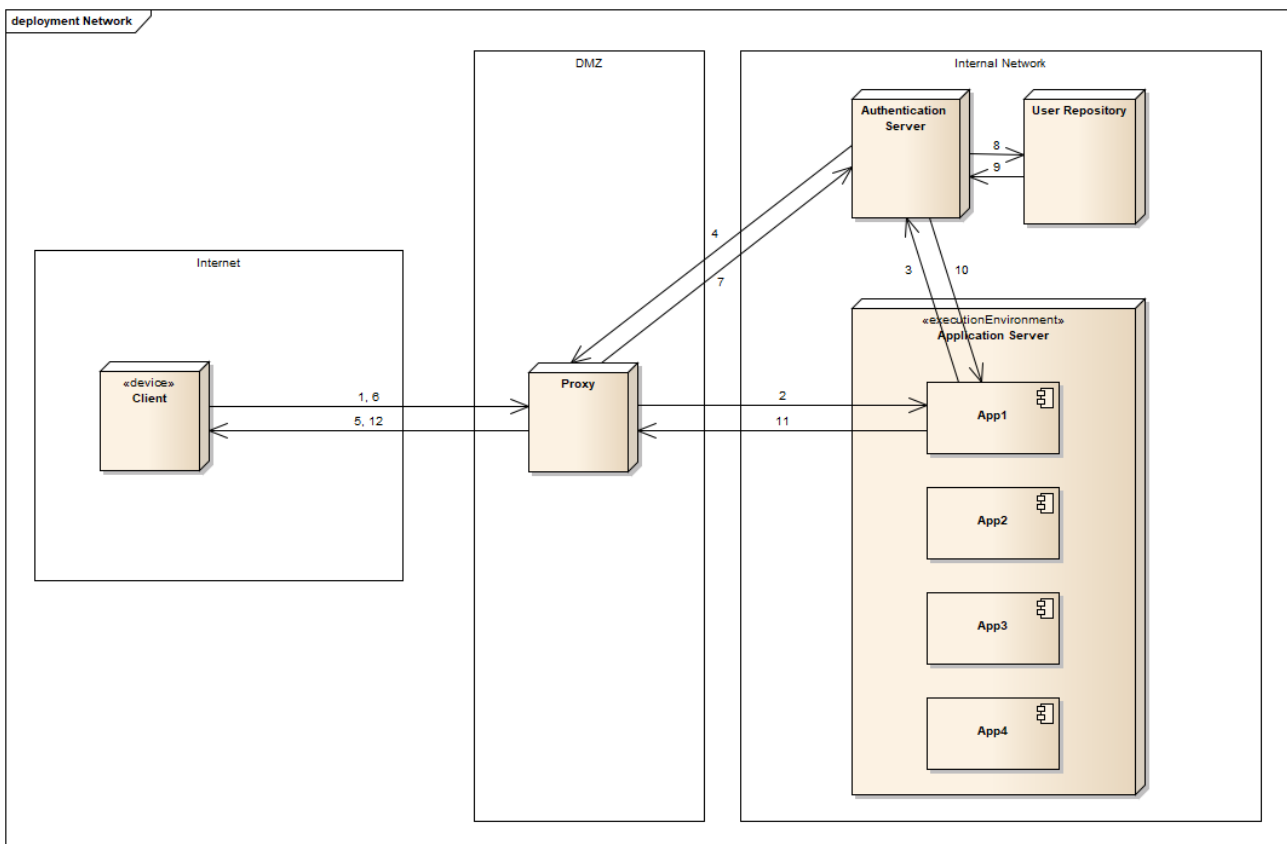 deployment Network
DMZ
Internal Network
Authentication
Server
User Repository
8
9
4
7
3
10
Internet
«executionEnvironment»
Application Server
«device»
Client
1, 6
5, 12
Proxy
2
11
App1
App2
App3
App4